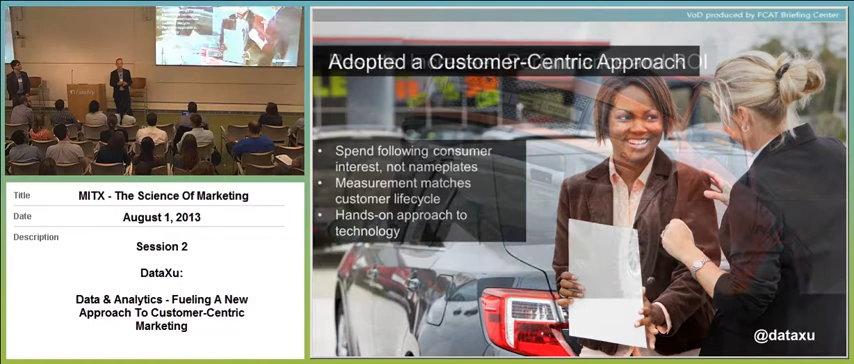 VoD produced by FCAT Briefing Center
Adopted a Customer-Centric Approach
ROI
• Spend following consumer
interest, not nameplates
• Measurement matches
customer lifecycle
• Hands-on approach to
technology
@dataxu
Title MITX - The Science Of Marketing
Date August 1, 2013
Description
Session 2
DataXu:
Data & Analytics - Fueling A New
Approach To Customer-Centric
Marketing